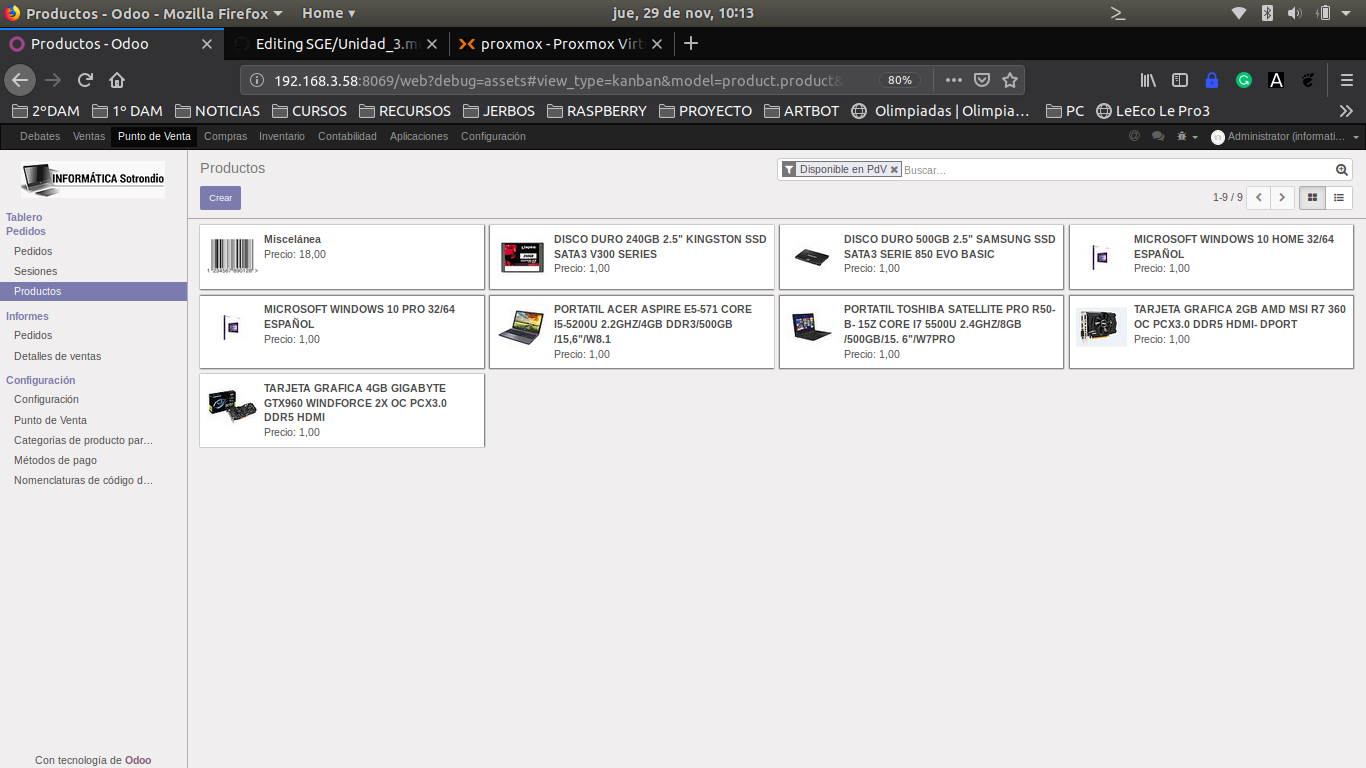 Productos - Odoo - Mozilla Firefox
Home
jue, 29 de nov, 10:13
Productos - Odoo
Editing SGE/Unidad_3.m
proxmox - Proxmox Virt
192.168.3.58:8069/web?debug=assets#view_type=kanban&model=product.product&
80%
2ºDAM
1º DAM
NOTICIAS
CURSOS
RECURSOS
JERBOS
RASPBERRY
PROYECTO
ARTBOT
Olimpiadas | Olimpia…
PC
LeEco Le Pro3
Debates
Ventas
Punto de Venta
Compras
Inventario
Contabilidad
Aplicaciones
Configuración
Administrator (informati...
INFORMÁTICA Sotrondio
Productos
Disponible en PdV
Buscar...
Crear
1-9 / 9
Tablero
Pedidos
Pedidos
Sesiones
Productos
Informes
Pedidos
Detalles de ventas
Configuración
Configuración
Punto de Venta
Categorías de producto par...
Métodos de pago
Nomenclaturas de código d...
Con tecnología de Odoo
Miscelánea
Precio: 18,00
DISCO DURO 240GB 2.5" KINGSTON SSD
SATA3 V300 SERIES
Precio: 1,00
DISCO DURO 500GB 2.5" SAMSUNG SSD
SATA3 SERIE 850 EVO BASIC
Precio: 1,00
MICROSOFT WINDOWS 10 HOME 32/64
ESPAÑOL
Precio: 1,00
MICROSOFT WINDOWS 10 PRO 32/64
ESPAÑOL
Precio: 1,00
PORTATIL ACER ASPIRE E5-571 CORE
I5-5200U 2.2GHZ/4GB DDR3/500GB
/15,6"/W8.1
Precio: 1,00
PORTATIL TOSHIBA SATELLITE PRO R50-
B- 15Z CORE I7 5500U 2.4GHZ/8GB
/500GB/15. 6"/W7PRO
Precio: 1,00
TARJETA GRAFICA 2GB AMD MSI R7 360
OC PCX3.0 DDR5 HDMI- DPORT
Precio: 1,00
TARJETA GRAFICA 4GB GIGABYTE
GTX960 WINDFORCE 2X OC PCX3.0
DDR5 HDMI
Precio: 1,00